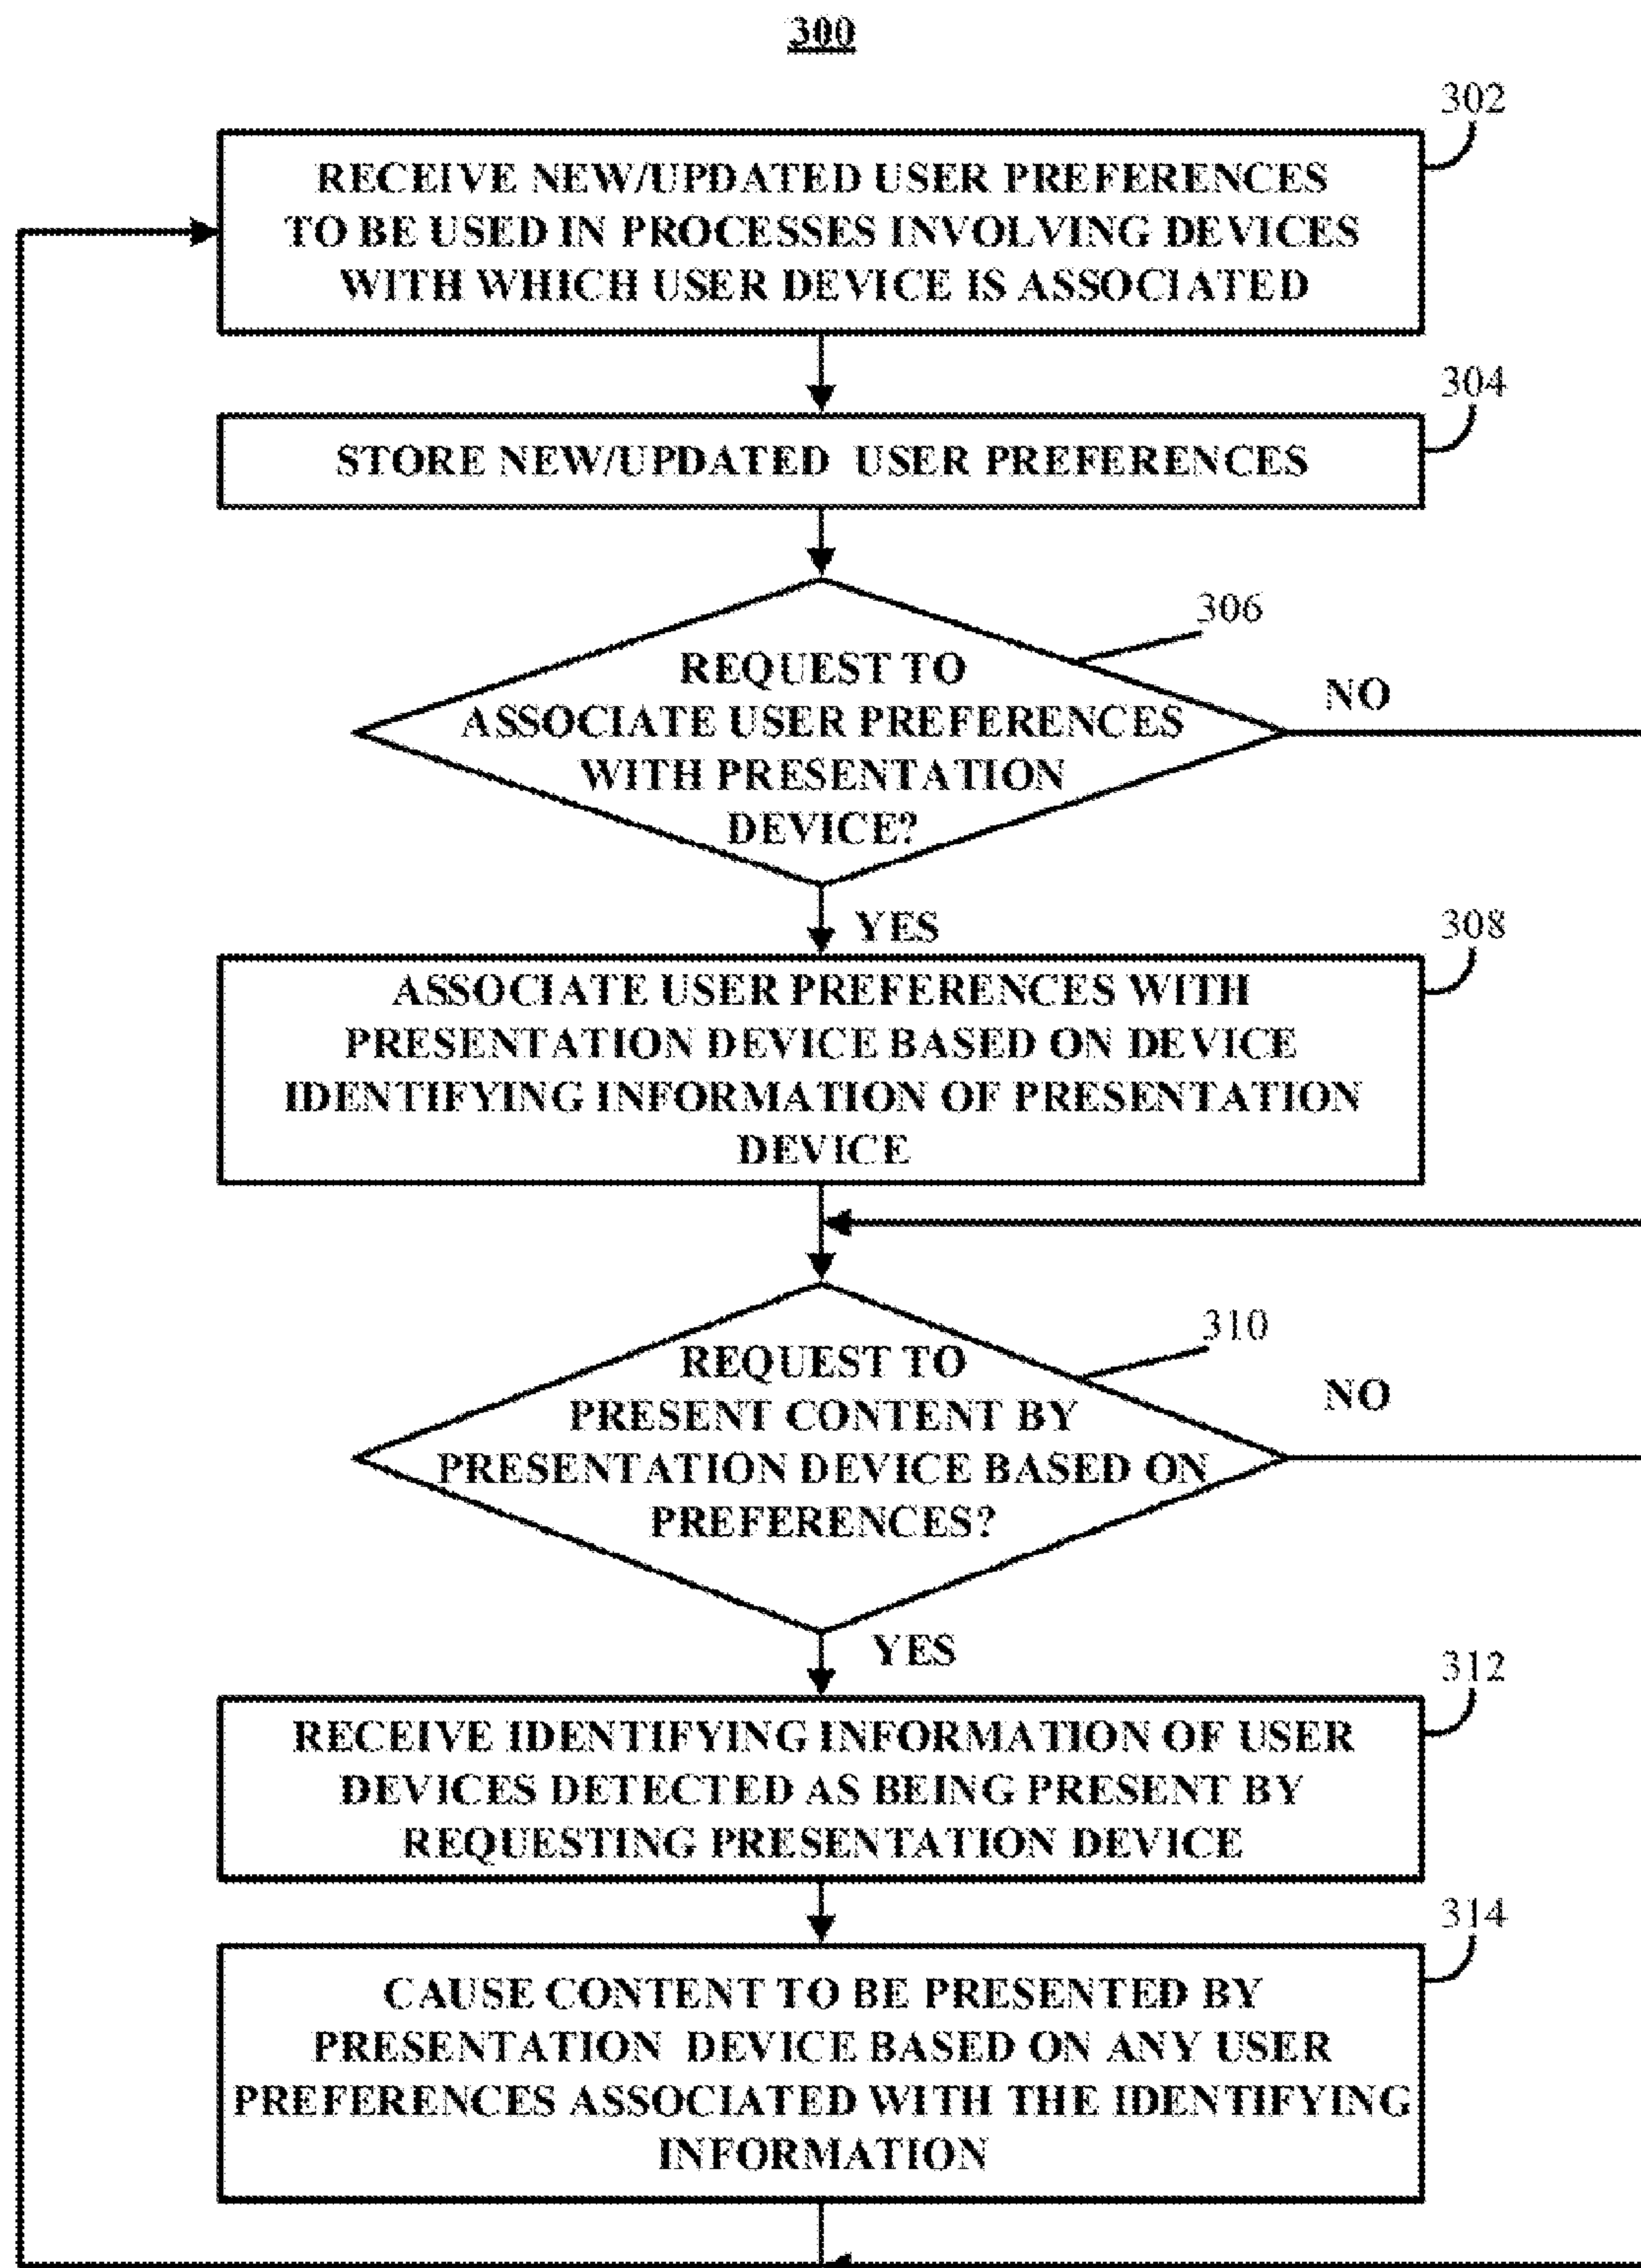 300
302
RECEIVE NEW/UPDATED USER PREFERENCES
TO BE USED IN PROCESSES INVOLVING DEVICES
WITH WHICH USER DEVICE IS ASSOCIATED
304
STORE NEW/UPDATED USER PREFERENCES
306
REQUEST TO
ASSOCIATE USER PREFERENCES
WITH PRESENTATION
DEVICE?
NO
YES
308
ASSOCIATE USER PREFERENCES WITH
PRESENTATION DEVICE BASED ON DEVICE
IDENTIFYING INFORMATION OF PRESENTATION
DEVICE
310
REQUEST TO
PRESENT CONTENT BY
PRESENTATION DEVICE BASED ON
PREFERENCES?
NO
YES
312
RECEIVE IDENTIFYING INFORMATION OF USER
DEVICES DETECTED AS BEING PRESENT BY
REQUESTING PRESENTATION DEVICE
314
CAUSE CONTENT TO BE PRESENTED BY
PRESENTATION DEVICE BASED ON ANY USER
PREFERENCES ASSOCIATED WITH THE IDENTIFYING
INFORMATION